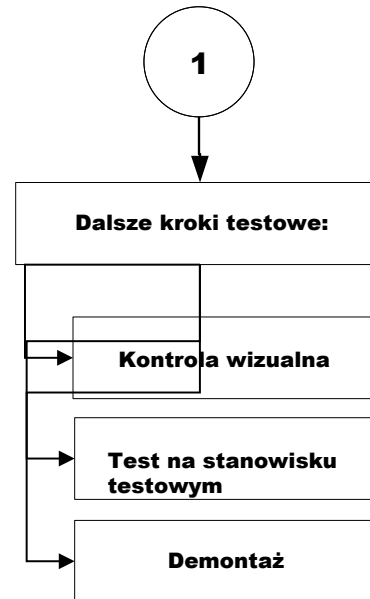 1
Dalsze kroki testowe:
Kontrola wizualna
Test na stanowisku
testowym
Demontaż